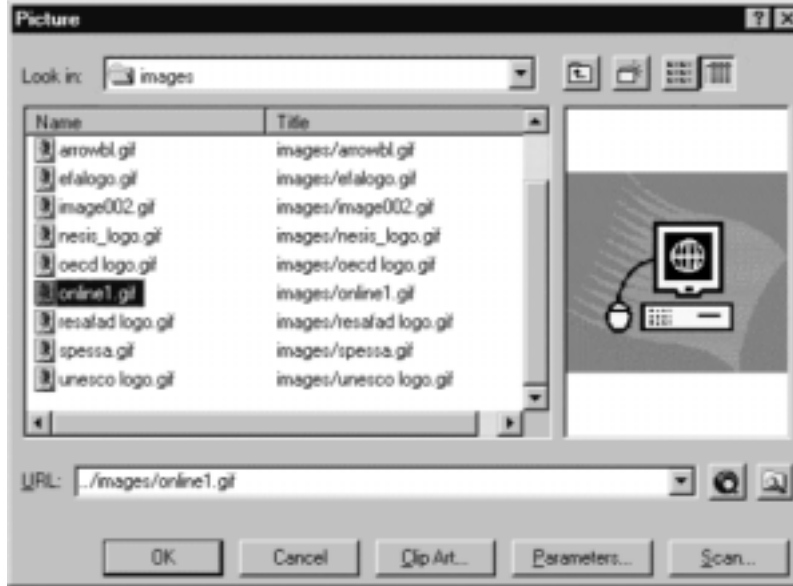 Picture
Look in: images
Name Title
arrowbl.gif images/arrowbl.gif
efalogo.gif images/efalogo.gif
image002.gif images/image002.gif
nesis_logo.gif images/nesis_logo.gif
oecd logo.gif images/oecd logo.gif
online1.gif images/online1.gif
resafad logo.gif images/resafad logo.gif
spessa.gif images/spessa.gif
unesco logo.gif images/unesco logo.gif
URL: ../images/online1.gif
OK Cancel Clip Art... Parameters... Scan...